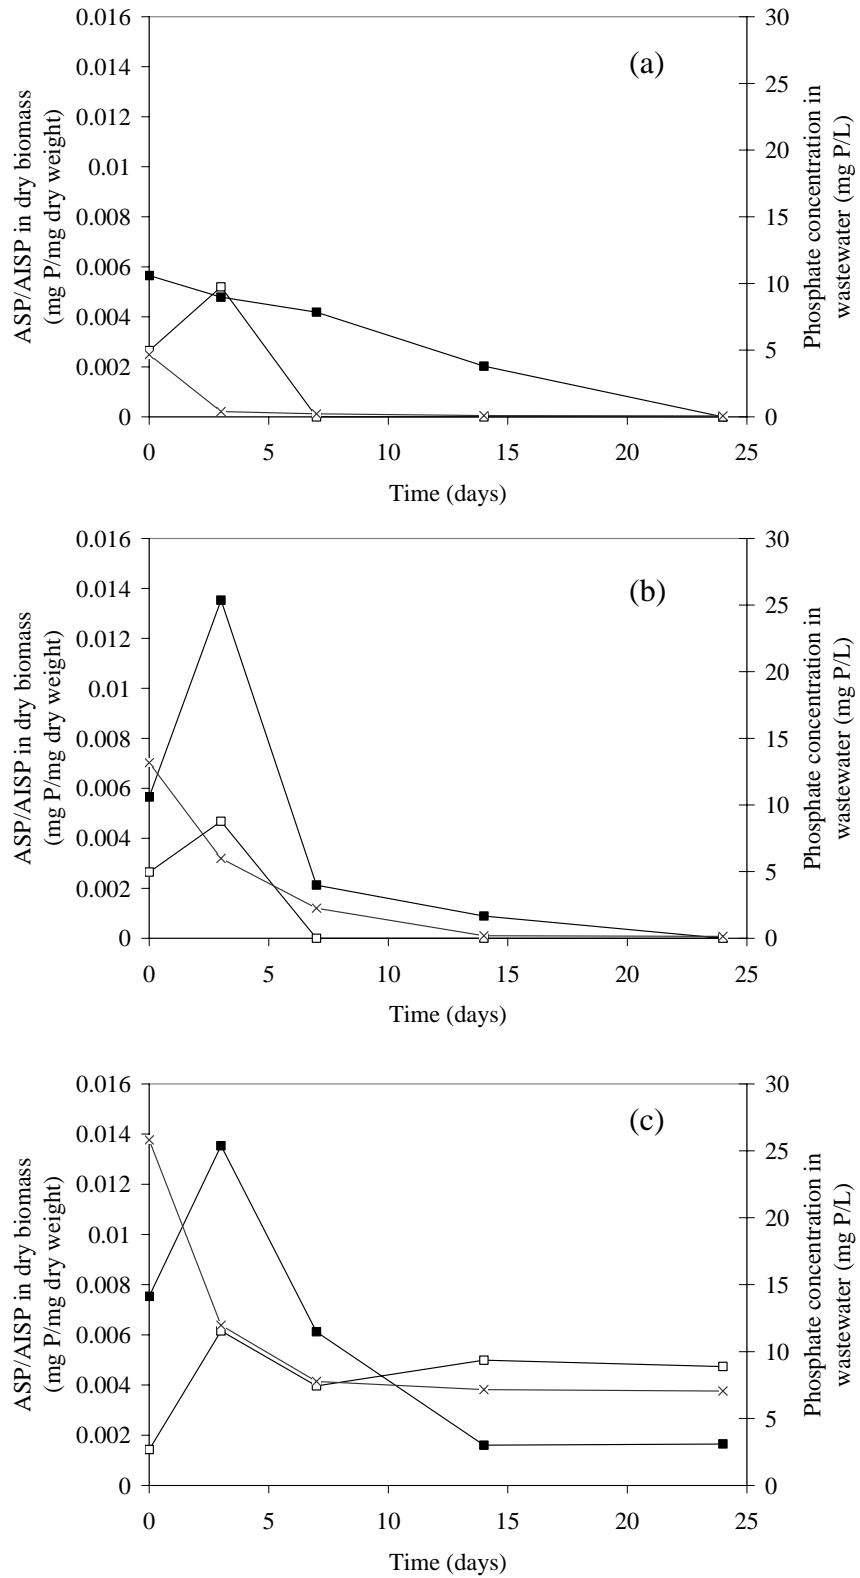 0.016
0.014
0.012
0.01
0.008
0.006
0.004
0.002
0
ASP/AISP in dry biomass
(mg P/mg dry weight)
(a)
30
25
20
15
10
5
0
Phosphate concentration in
wastewater (mg P/L)
0 5 10 15 20 25
Time (days)
0.016
0.014
0.012
0.01
0.008
0.006
0.004
0.002
0
ASP/AISP in dry biomass
(mg P/mg dry weight)
(b)
30
25
20
15
10
5
0
Phosphate concentration in
wastewater (mg P/L)
0 5 10 15 20 25
Time (days)
0.016
0.014
0.012
0.01
0.008
0.006
0.004
0.002
0
ASP/AISP in dry biomass
(mg P/mg dry weight)
(c)
30
25
20
15
10
5
0
Phosphate concentration in
wastewater (mg P/L)
0 5 10 15 20 25
Time (days)